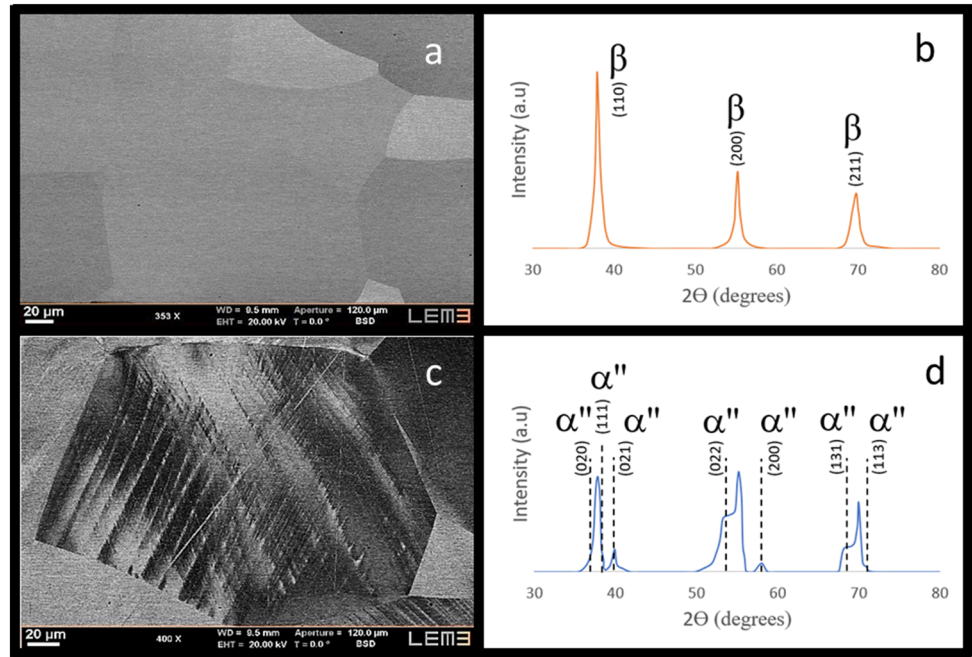 a
20 µm
353 X
WD = 9.5 mm Aperture = 120.0 µm
EHT = 20.00 kV T = 0.0 ° BSD
LEM3
b
Intensity (a.u)
β
(110)
β
(200)
β
(211)
30 40 50 60 70 80
2Θ (degrees)
c
20 µm
400 X
WD = 9.5 mm Aperture = 120.0 µm
EHT = 20.00 kV T = 0.0 ° BSD
LEM3
d
Intensity (a.u)
α"
(020)
α"
(111)
α"
(021)
α"
(022)
α"
(200)
α"
(131)
α"
(113)
30 40 50 60 70 80
2Θ (degrees)